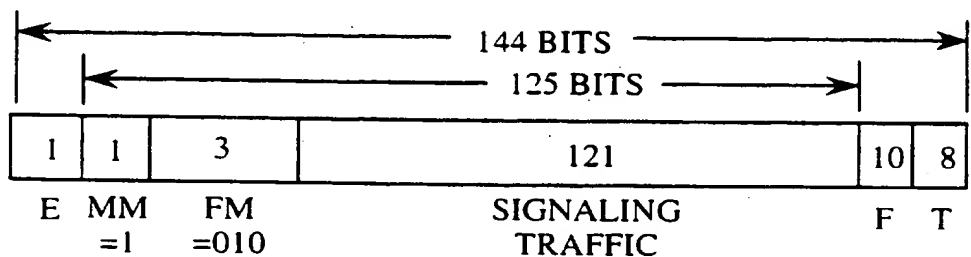 144 BITS
125 BITS
1 1 3 121 10 8
E MM FM SIGNALING F T
=1 =010 TRAFFIC